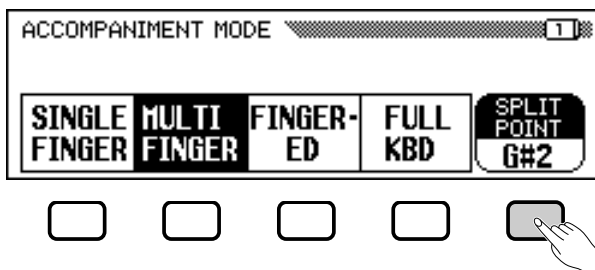 ACCOMPANIMENT MODE 1
SINGLE FINGER
MULTI FINGER
FINGER-
ED
FULL KBD
SPLIT POINT
G#2